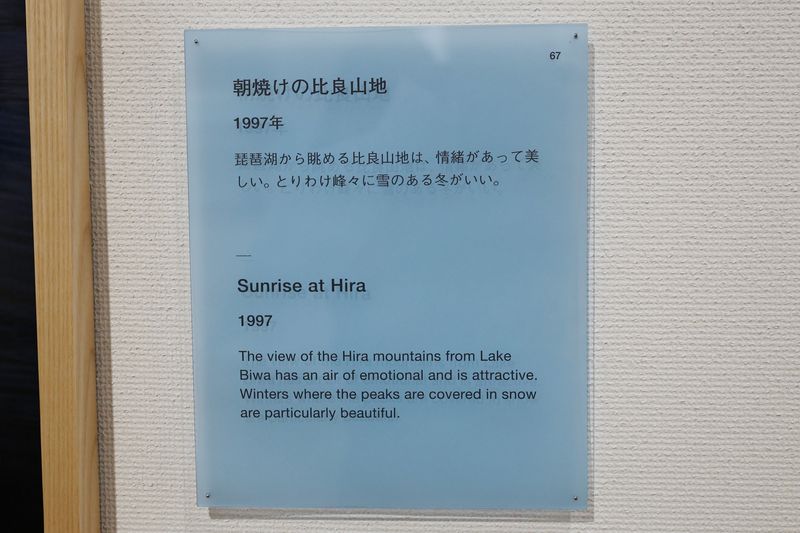 67
朝焼けの比良山地
1997年
琵琶湖から眺める比良山地は、情緒があって美
しい。とりわけ峰々に雪のある冬がいい。
—
Sunrise at Hira
1997
The view of the Hira mountains from Lake
Biwa has an air of emotional and is attractive.
Winters where the peaks are covered in snow
are particularly beautiful.